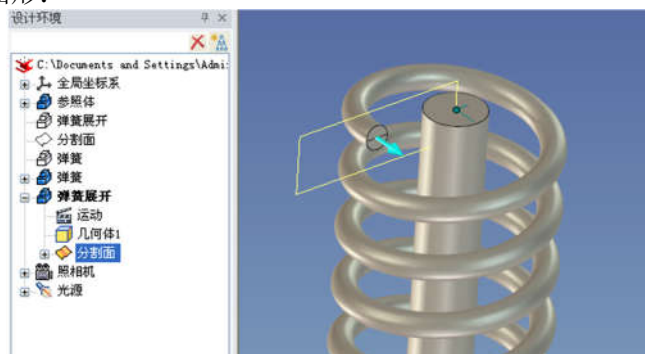 设计环境
C:\Documents and Settings\Admi:
全局坐标系
参照体
弹簧展开
分割面
弹簧
弹簧
弹簧展开
运动
几何体1
分割面
照相机
光源